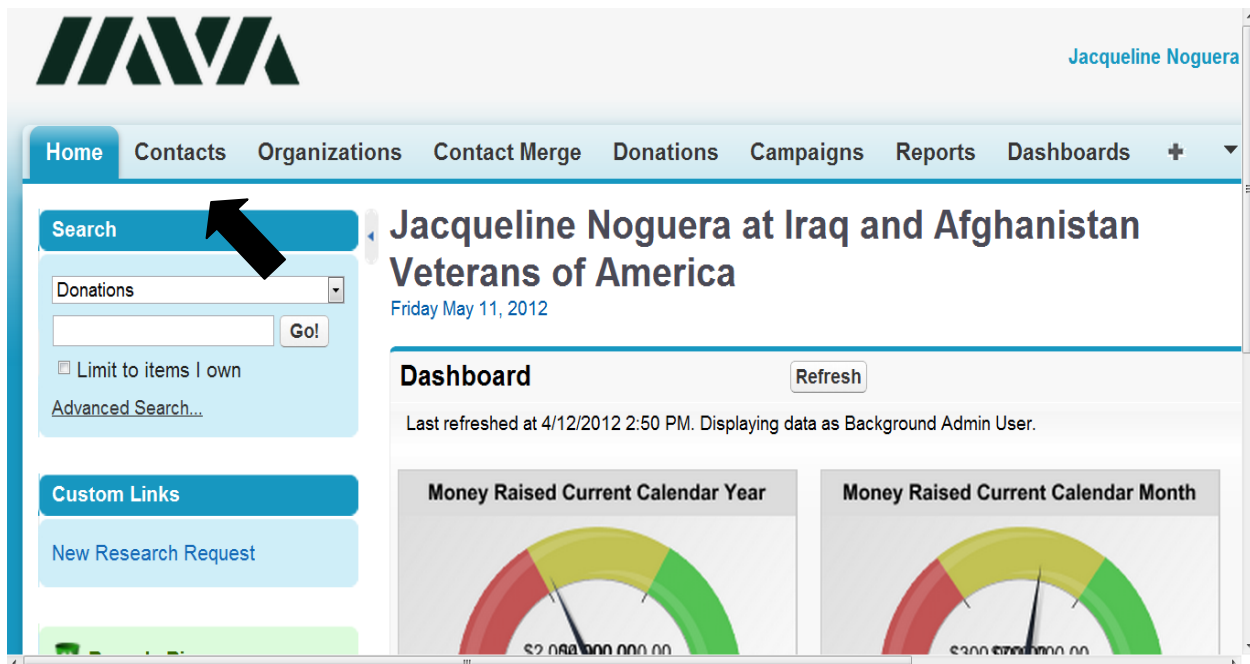 IAVA
Jacqueline Noguera
Home Contacts Organizations Contact Merge Donations Campaigns Reports Dashboards +
Search
Donations
Go!
Limit to items I own
Advanced Search...
Custom Links
New Research Request
Jacqueline Noguera at Iraq and Afghanistan
Veterans of America
Friday May 11, 2012
Dashboard Refresh
Last refreshed at 4/12/2012 2:50 PM. Displaying data as Background Admin User.
Money Raised Current Calendar Year
Money Raised Current Calendar Month